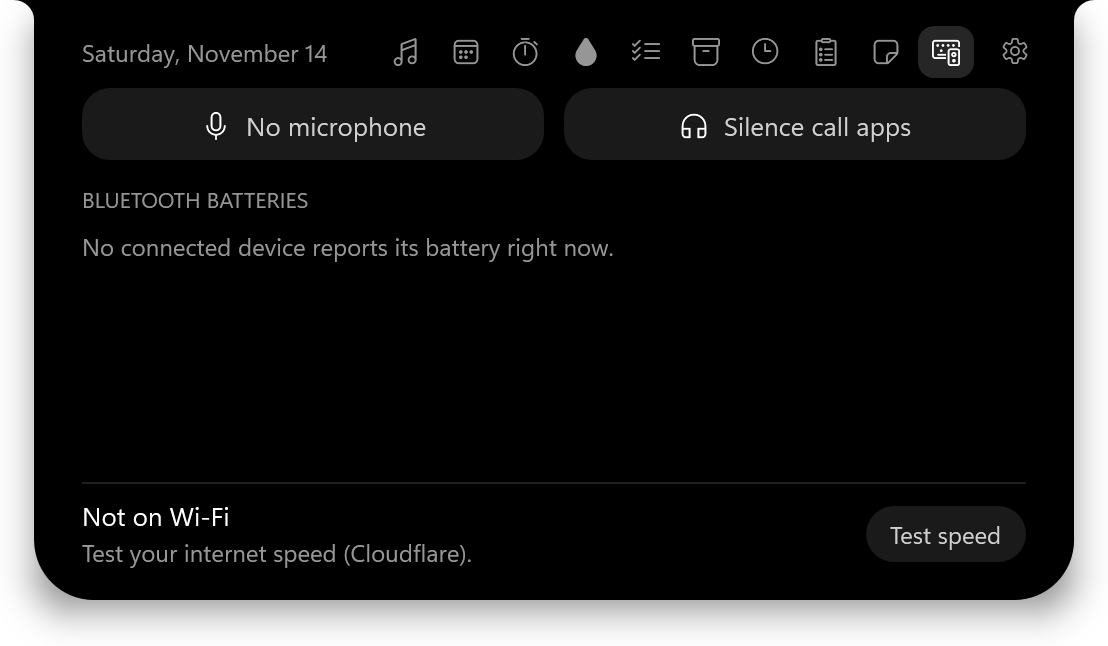 Saturday, November 14
No microphone
Silence call apps
BLUETOOTH BATTERIES
No connected device reports its battery right now.
Not on Wi-Fi
Test your internet speed (Cloudflare).
Test speed